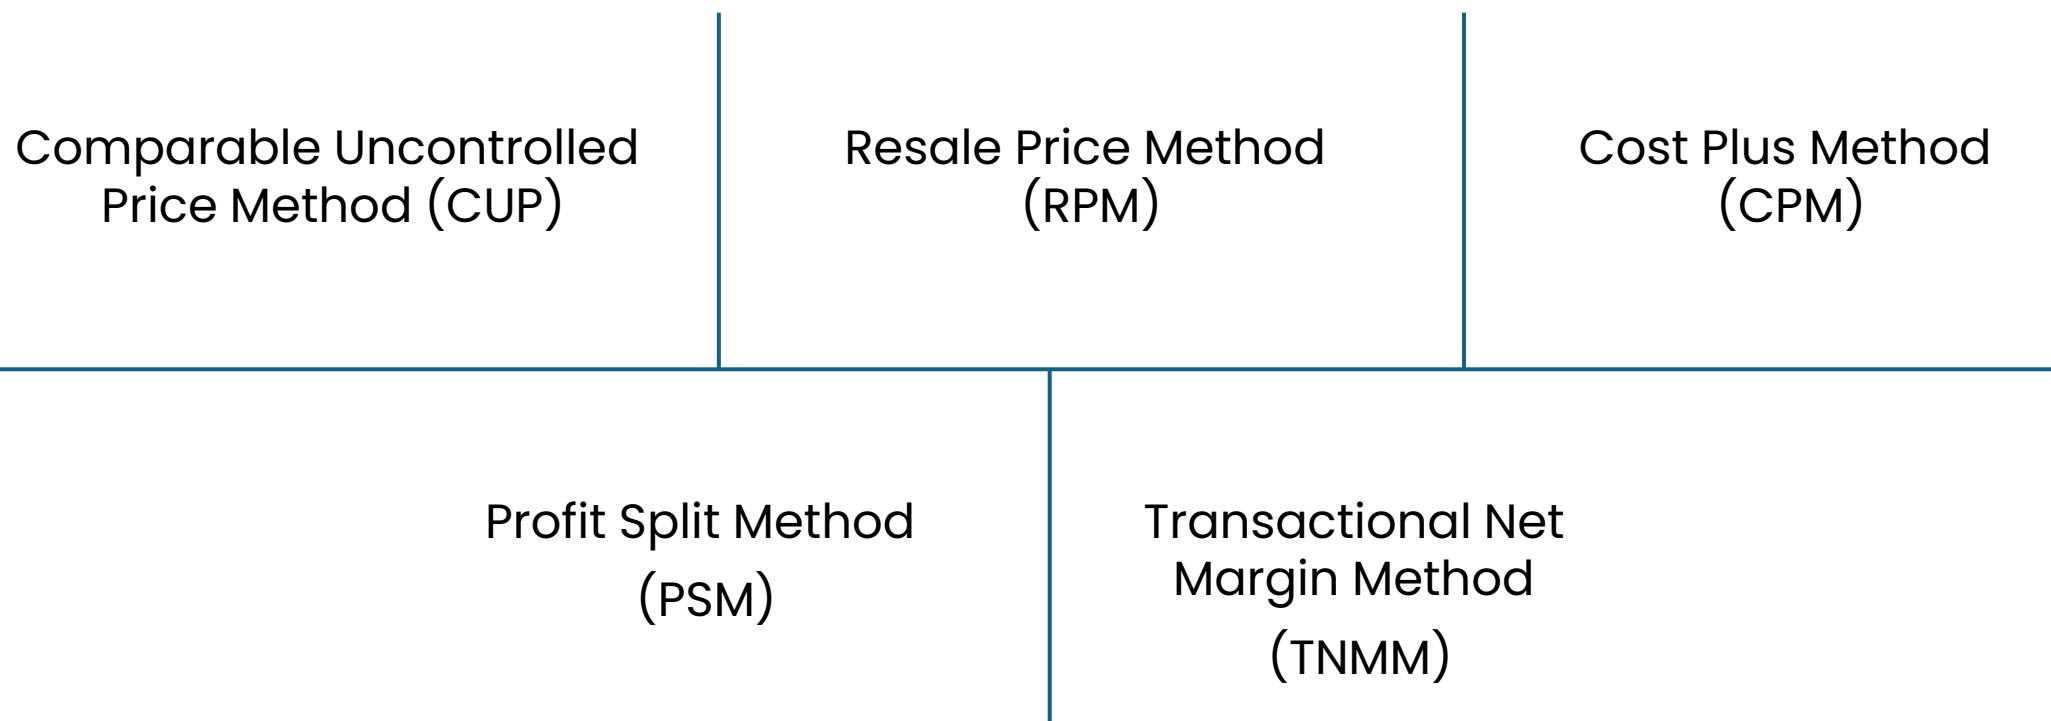 Comparable Uncontrolled
Price Method (CUP)
Resale Price Method
(RPM)
Cost Plus Method
(CPM)
Profit Split Method
(PSM)
Transactional Net
Margin Method
(TNMM)